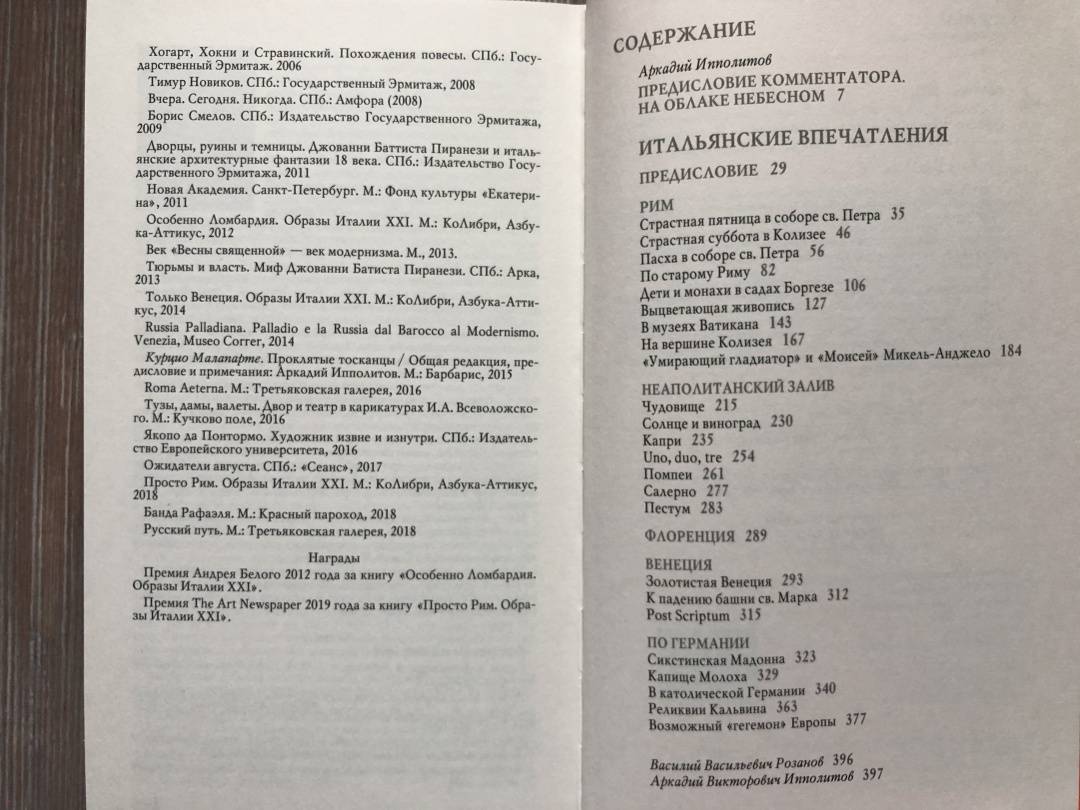 Хогарт, Хокни и Стравинский. Похождения повесы. СПб.: Госу-
дарственный Эрмитаж. 2006
Тимур Новиков. СПб.: Государственный Эрмитаж, 2008
Вчера. Сегодня. Никогда. СПб.: Амфора (2008)
Борис Смелов. СПб.: Издательство Государственного Эрмитажа,
2009
Дворцы, руины и темницы. Джованни Баттиста Пиранези и италь-
янские архитектурные фантазии 18 века. СПб.: Издательство Госу-
дарственного Эрмитажа, 2011
Новая Академия. Санкт-Петербург. М.: Фонд культуры «Екатери-
на», 2011
Особенно Ломбардия. Образы Италии XXI. М.: КоЛибри, Азбу-
ка-Аттикус, 2012
Век «Весны священной» — век модернизма. М., 2013.
Тюрьмы и власть. Миф Джованни Батиста Пиранези. СПб.: Арка,
2013
Только Венеция. Образы Италии XXI. М.: КоЛибри, Азбука-Атти-
кус, 2014
Russia Palladiana. Palladio e la Russia dal Barocco al Modernismo.
Venezia, Museo Correr, 2014
Курцио Малапарте. Проклятые тосканцы / Общая редакция, пре-
дисловие и примечания: Аркадий Ипполитов. М.: Барбарис, 2015
Roma Aeterna. М.: Третьяковская галерея, 2016
Тузы, дамы, валеты. Двор и театр в карикатурах И.А. Всеволожско-
го. М.: Кучково поле, 2016
Якопо да Понтормо. Художник извне и изнутри. СПб.: Издатель-
ство Европейского университета, 2016
Ожидатели августа. СПб.: «Сеанс», 2017
Просто Рим. Образы Италии XXI. М.: КоЛибри, Азбука-Аттикус,
2018
Банда Рафаэля. М.: Красный пароход, 2018
Русский путь. М.: Третьяковская галерея, 2018
Награды
Премия Андрея Белого 2012 года за книгу «Особенно Ломбардия.
Образы Италии XXI».
Премия The Art Newspaper 2019 года за книгу «Просто Рим. Обра-
зы Италии XXI».
СОДЕРЖАНИЕ
Аркадий Ипполитов
ПРЕДИСЛОВИЕ КОММЕНТАТОРА.
НА ОБЛАКЕ НЕБЕСНОМ 7
ИТАЛЬЯНСКИЕ ВПЕЧАТЛЕНИЯ
ПРЕДИСЛОВИЕ 29
РИМ
Страстная пятница в соборе св. Петра 35
Страстная суббота в Колизее 46
Пасха в соборе св. Петра 56
По старому Риму 82
Дети и монахи в садах Боргезе 106
Выцветающая живопись 127
В музеях Ватикана 143
На вершине Колизея 167
«Умирающий гладиатор» и «Моисей» Микель-Анджело 184
НЕАПОЛИТАНСКИЙ ЗАЛИВ
Чудовище 215
Солнце и виноград 230
Капри 235
Uno, duo, tre 254
Помпеи 261
Салерно 277
Пестум 283
ФЛОРЕНЦИЯ 289
ВЕНЕЦИЯ
Золотистая Венеция 293
К падению башни св. Марка 312
Post Scriptum 315
ПО ГЕРМАНИИ
Сикстинская Мадонна 323
Капище Молоха 329
В католической Германии 340
Реликвии Кальвина 363
Возможный «гегемон» Европы 377
Василий Васильевич Розанов 396
Аркадий Викторович Ипполитов 397